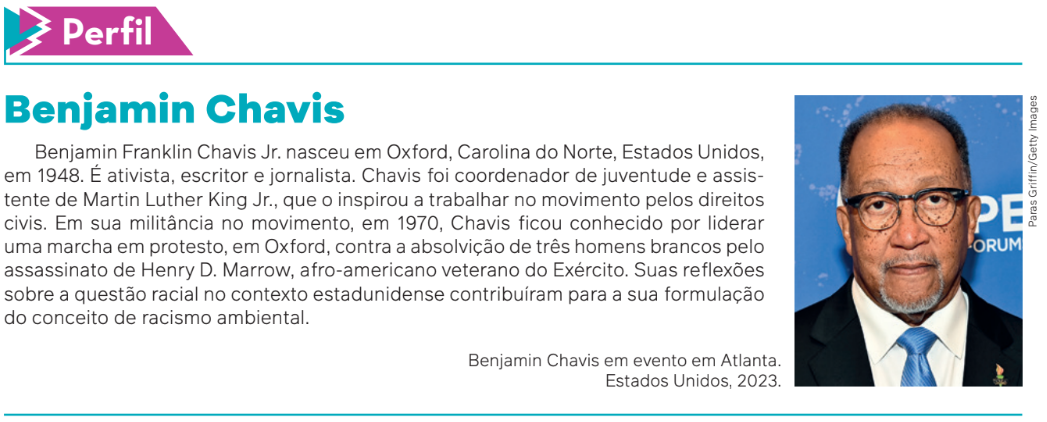 Perfil
Benjamin Chavis
Benjamin Franklin Chavis Jr. nasceu em Oxford, Carolina do Norte, Estados Unidos,
em 1948. É ativista, escritor e jornalista. Chavis foi coordenador de juventude e assis-
tente de Martin Luther King Jr., que o inspirou a trabalhar no movimento pelos direitos
civis. Em sua militância no movimento, em 1970, Chavis ficou conhecido por liderar
uma marcha em protesto, em Oxford, contra a absolvição de três homens brancos pelo
assassinato de Henry D. Marrow, afro-americano veterano do Exército. Suas reflexões
sobre a questão racial no contexto estadunidense contribuíram para a sua formulação
do conceito de racismo ambiental.
Benjamin Chavis em evento em Atlanta.
Estados Unidos, 2023.
PE
ORUM
Paras Griffin/Getty Images